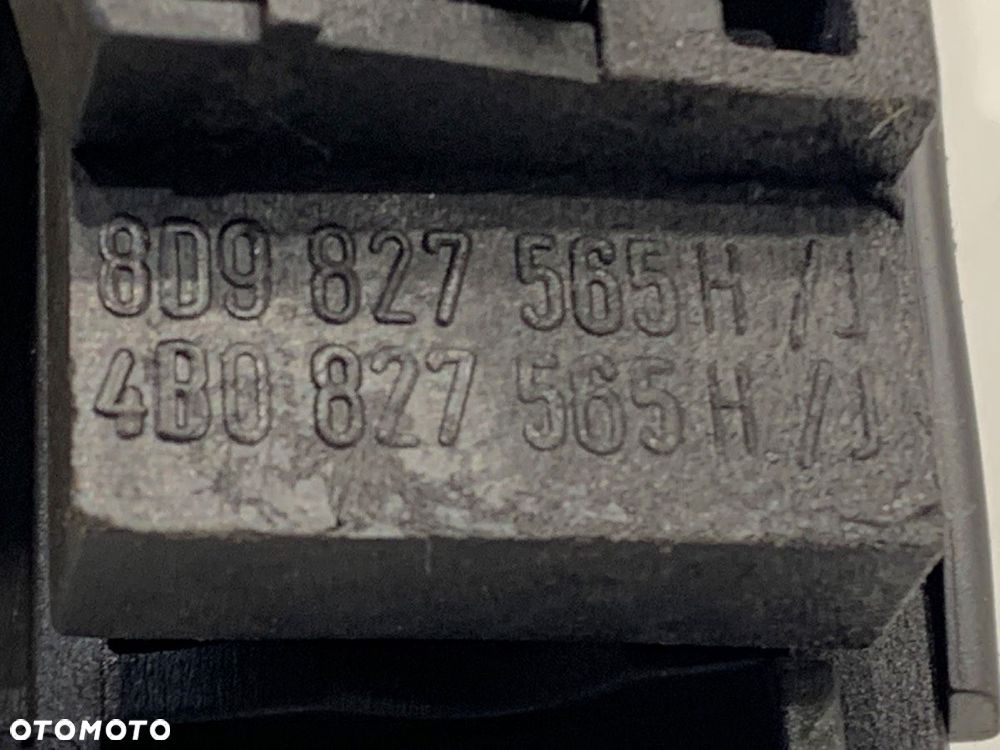 8D9 827 565 H /J
4B0 827 565 H /J
OTOMOTO